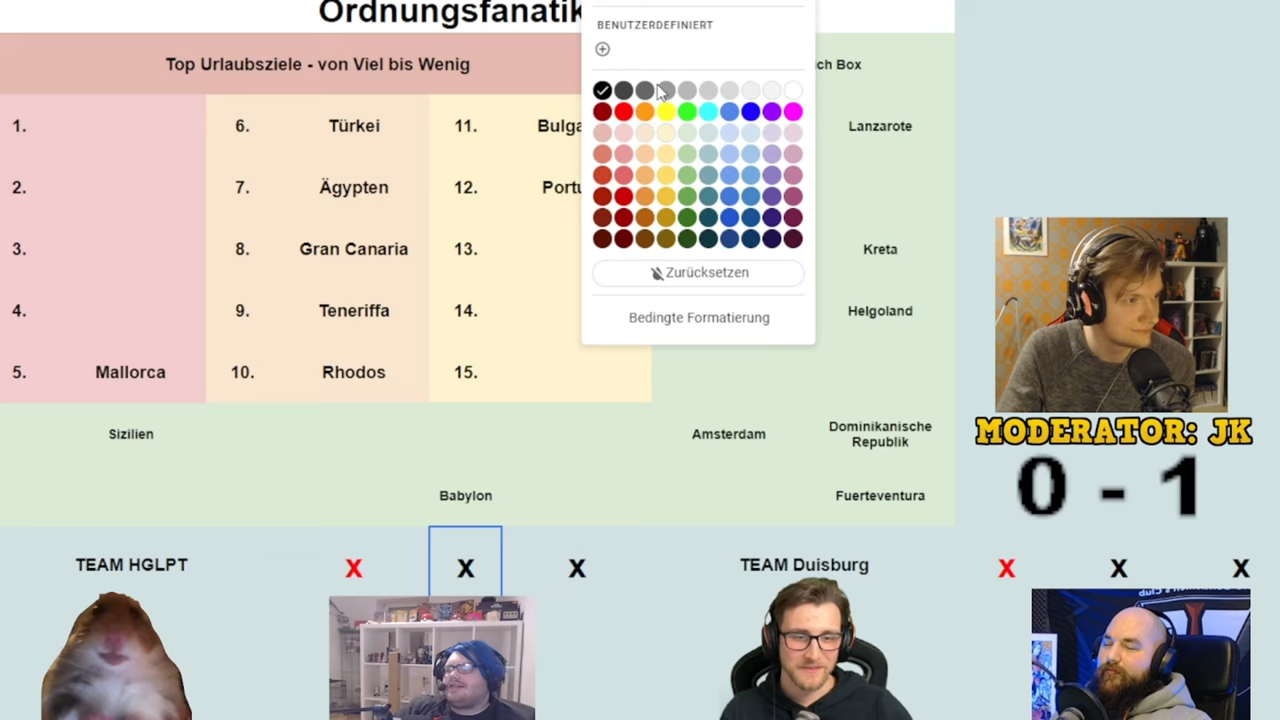 Ordnungsfanatik
BENUTZERDEFINIERT
Top Urlaubsziele - von Viel bis Wenig
ch Box
1.
6.
Türkei
11.
Bulga
Lanzarote
2.
7.
Ägypten
12.
Portu
3.
8.
Gran Canaria
13.
Kreta
Zurücksetzen
4.
9.
Teneriffa
14.
Helgoland
Bedingte Formatierung
5.
Mallorca
10.
Rhodos
15.
Sizilien
Amsterdam
Dominikanische
Republik
MODERATOR: JK
0 - 1
Babylon
Fuerteventura
TEAM HGLPT
X
X
X
TEAM Duisburg
X
X
X